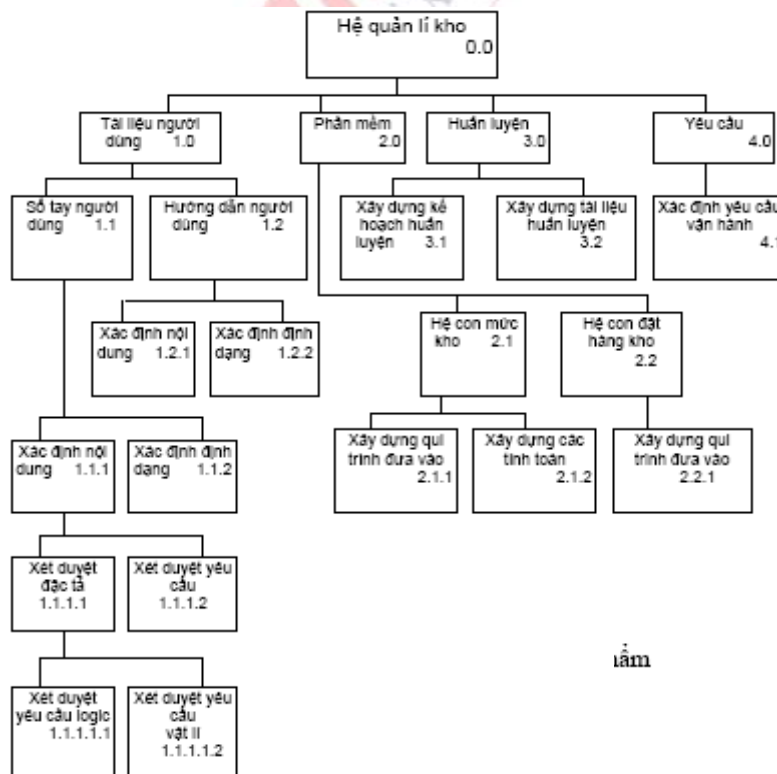 Hệ quản lí kho
0.0
Tài liệu người
dùng 1.0
Phần mềm
2.0
Huấn luyện
3.0
Yêu cầu
4.0
Sổ tay người
dùng 1.1
Hướng dẫn người
dùng 1.2
Xây dựng kế
hoạch huấn
luyện 3.1
Xây dựng tài liệu
huấn luyện
3.2
Xác định yêu cầu
vận hành
4.1
Xác định nội
dung 1.2.1
Xác định định
dạng 1.2.2
Hệ con mức
kho 2.1
Hệ con đặt
hàng kho
2.2
Xác định nội
dung 1.1.1
Xác định định
dạng 1.1.2
Xây dựng qui
trình đưa vào
2.1.1
Xây dựng các
tính toán
2.1.2
Xây dựng qui
trình đưa vào
2.2.1
Xét duyệt
đặc tả
1.1.1.1
Xét duyệt yêu
cầu
1.1.1.2
Xét duyệt
yêu cầu logic
1.1.1.1.1
Xét duyệt yêu
cầu
vật lí
1.1.1.1.2